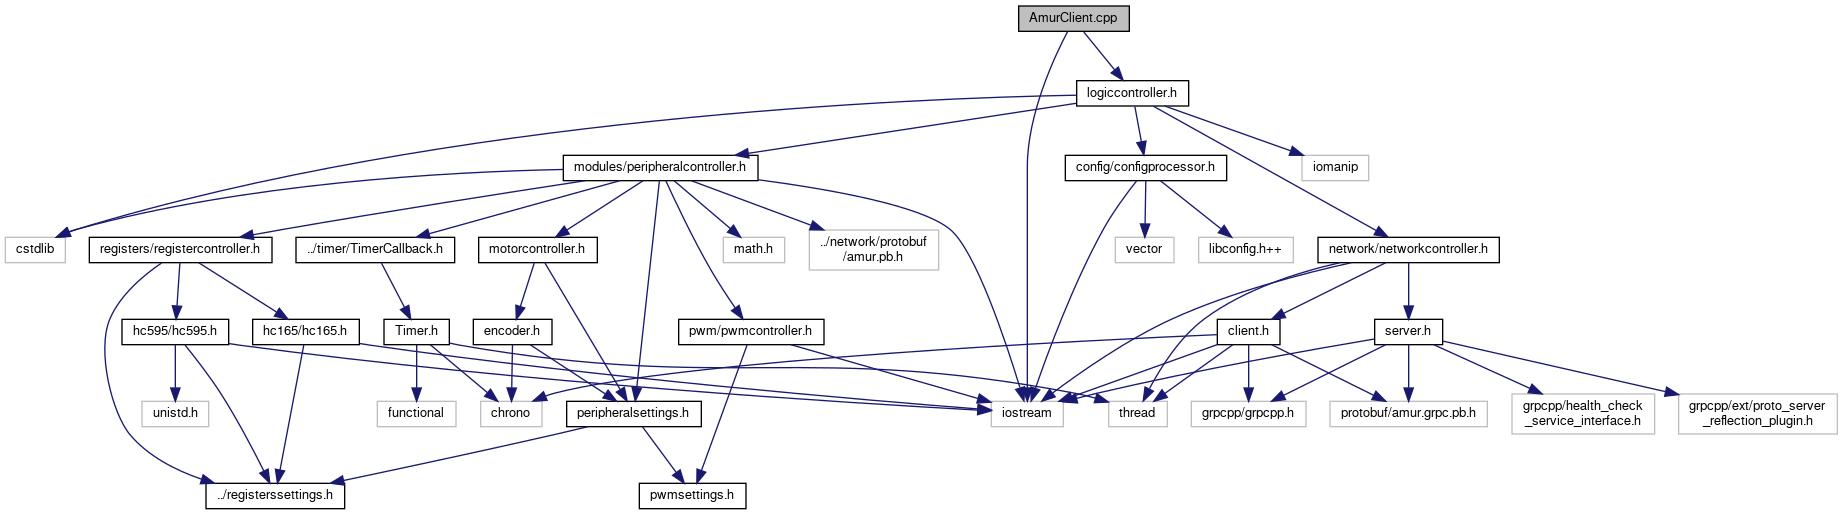 AmurClient.cpp
logiccontroller.h
modules/peripheralcontroller.h
config/configprocessor.h
iomanip
cstdlib
registers/registercontroller.h
../timer/TimerCallback.h
motorcontroller.h
math.h
../network/protobuf
/amur.pb.h
vector
libconfig.h++
network/networkcontroller.h
hc595/hc595.h
hc165/hc165.h
Timer.h
encoder.h
pwm/pwmcontroller.h
client.h
server.h
unistd.h
functional
chrono
peripheralsettings.h
iostream
thread
grpcpp/grpcpp.h
protobuf/amur.grpc.pb.h
grpcpp/health_check
_service_interface.h
grpcpp/ext/proto_server
_reflection_plugin.h
../registerssettings.h
pwmsettings.h